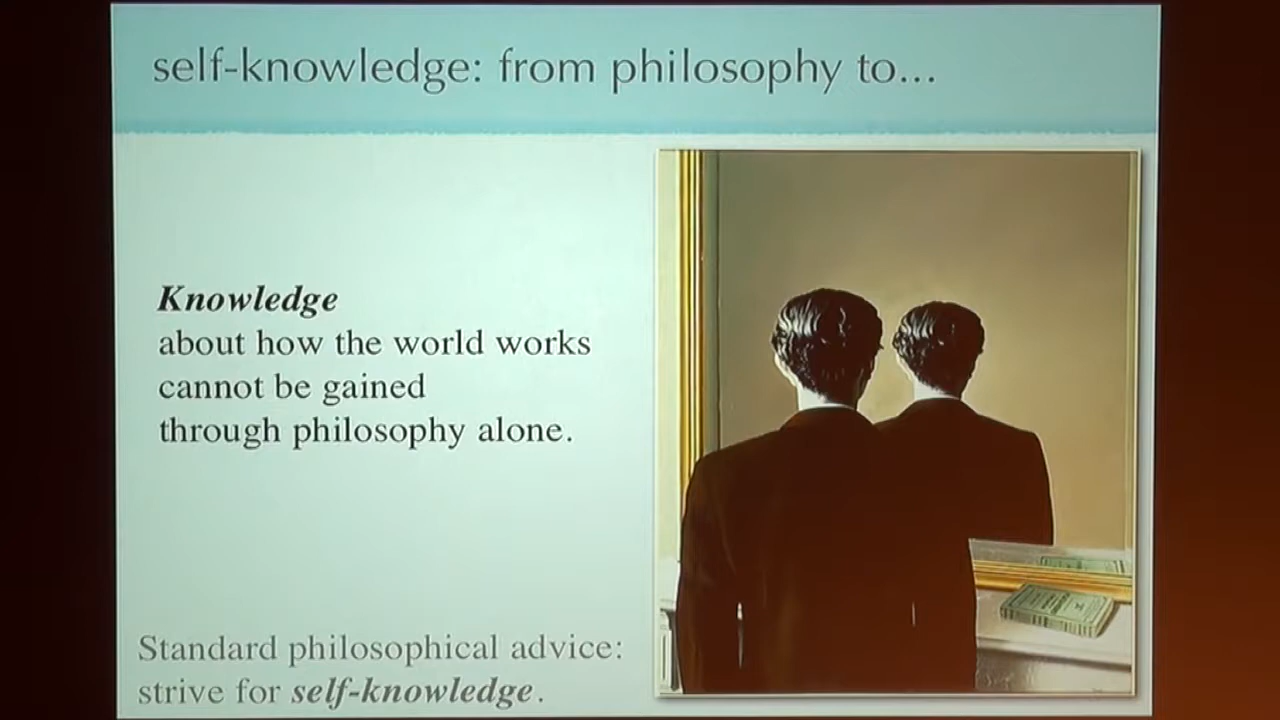 self-knowledge: from philosophy to...
Knowledge
about how the world works
cannot be gained
through philosophy alone.
Standard philosophical advice:
strive for self-knowledge.